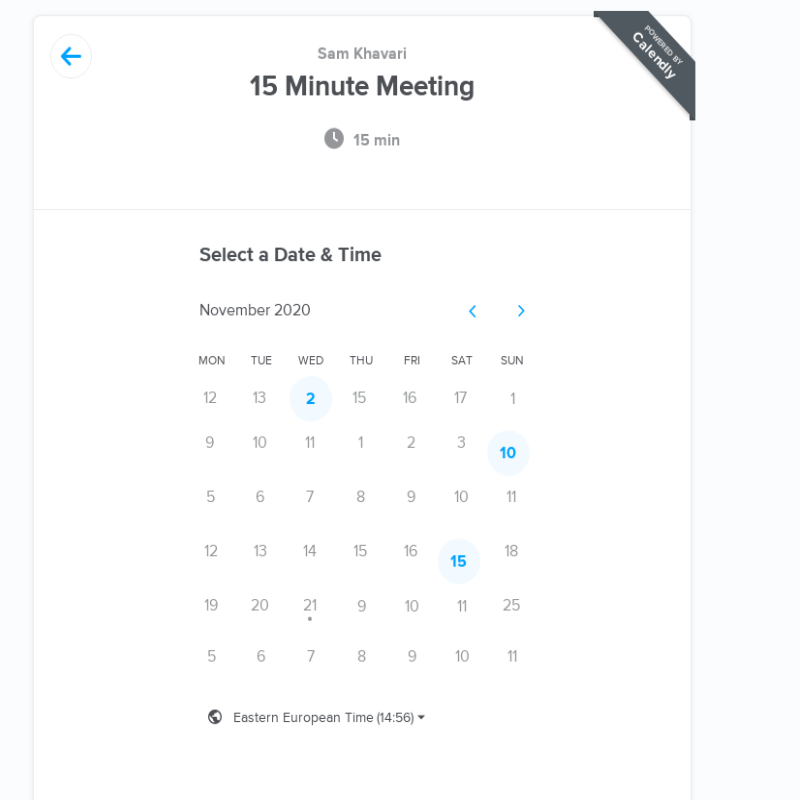 Sam Khavari
15 Minute Meeting
15 min
POWERED BY
Calendly
Select a Date & Time
November 2020
MON TUE WED THU FRI SAT SUN
12 13 2 15 16 17 1
9 10 11 1 2 3 10
5 6 7 8 9 10 11
12 13 14 15 16 15 18
19 20 21 9 10 11 25
5 6 7 8 9 10 11
Eastern European Time (14:56)